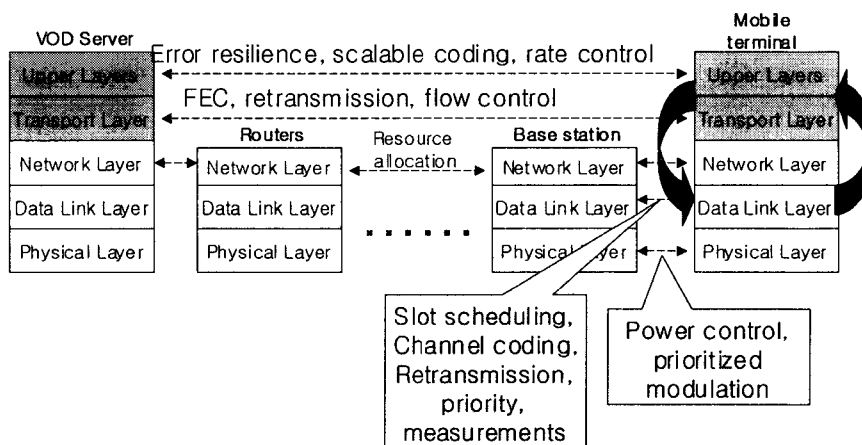 VOD Server
Upper Layers
Transport Layer
Network Layer
Data Link Layer
Physical Layer
Error resilience, scalable coding, rate control
FEC, retransmission, flow control
Routers
Network Layer
Data Link Layer
Physical Layer
Resource
allocation
Base station
Network Layer
Data Link Layer
Physical Layer
Mobile
terminal
Upper Layers
Transport Layer
Network Layer
Data Link Layer
Physical Layer
Slot scheduling,
Channel coding,
Retransmission,
priority,
measurements
Power control,
prioritized
modulation